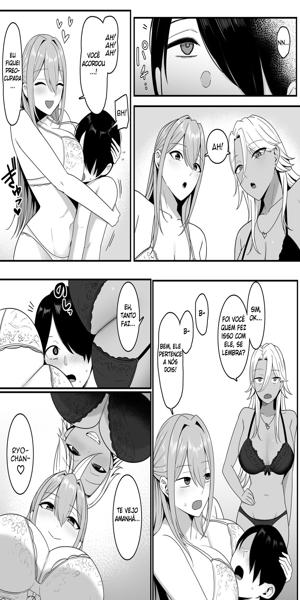 NN...
AH!
AH!
AH!
VOCÊ
ACORDOU
...!
EU
FIQUEI
PREO-
CUPADA...
BH!
AH!
SIM,
OK...
FOI VOCÊ
QUEM FEZ
ISSO COM
ELE, SE
LEMBRA?
B-
B-
BEM, ELE
PERTENCE A
NÓS DOIS!
EH,
TANTO
FAZ...
TE VEJO
AMANHÃ...
RYO-
CHAN~
♡